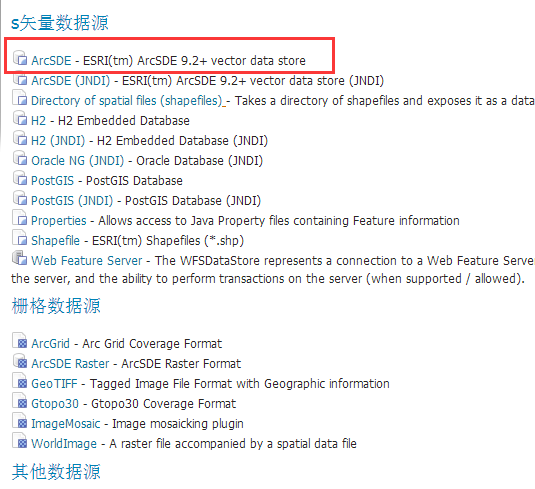 s矢量数据源
ArcSDE - ESRI(tm) ArcSDE 9.2+ vector data store
ArcSDE (JNDI) - ESRI(tm) ArcSDE 9.2+ vector data store (JNDI)
Directory of spatial files (shapefiles) - Takes a directory of shapefiles and exposes it as a data
H2 - H2 Embedded Database
H2 (JNDI) - H2 Embedded Database (JNDI)
Oracle NG (JNDI) - Oracle Database (JNDI)
PostGIS - PostGIS Database
PostGIS (JNDI) - PostGIS Database (JNDI)
Properties - Allows access to Java Property files containing Feature information
Shapefile - ESRI(tm) Shapefiles (*.shp)
Web Feature Server - The WFSDataStore represents a connection to a Web Feature Serve
the server, and the ability to perform transactions on the server (when supported / allowed).
栅格数据源
ArcGrid - Arc Grid Coverage Format
ArcSDE Raster - ArcSDE Raster Format
GeoTIFF - Tagged Image File Format with Geographic information
Gtopo30 - Gtopo30 Coverage Format
ImageMosaic - Image mosaicking plugin
WorldImage - A raster file accompanied by a spatial data file
其他数据源